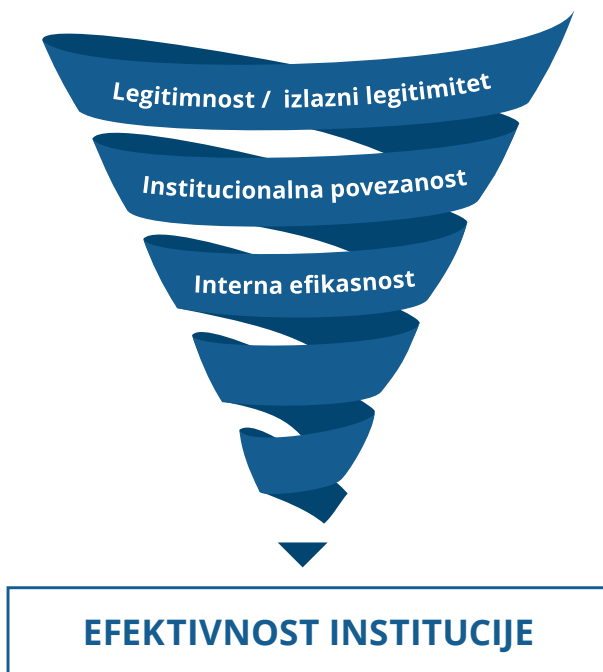 Legitimnost /  izlazni legitimitet
Institucionalna povezanost
Interna efikasnost
EFEKTIVNOST INSTITUCIJE